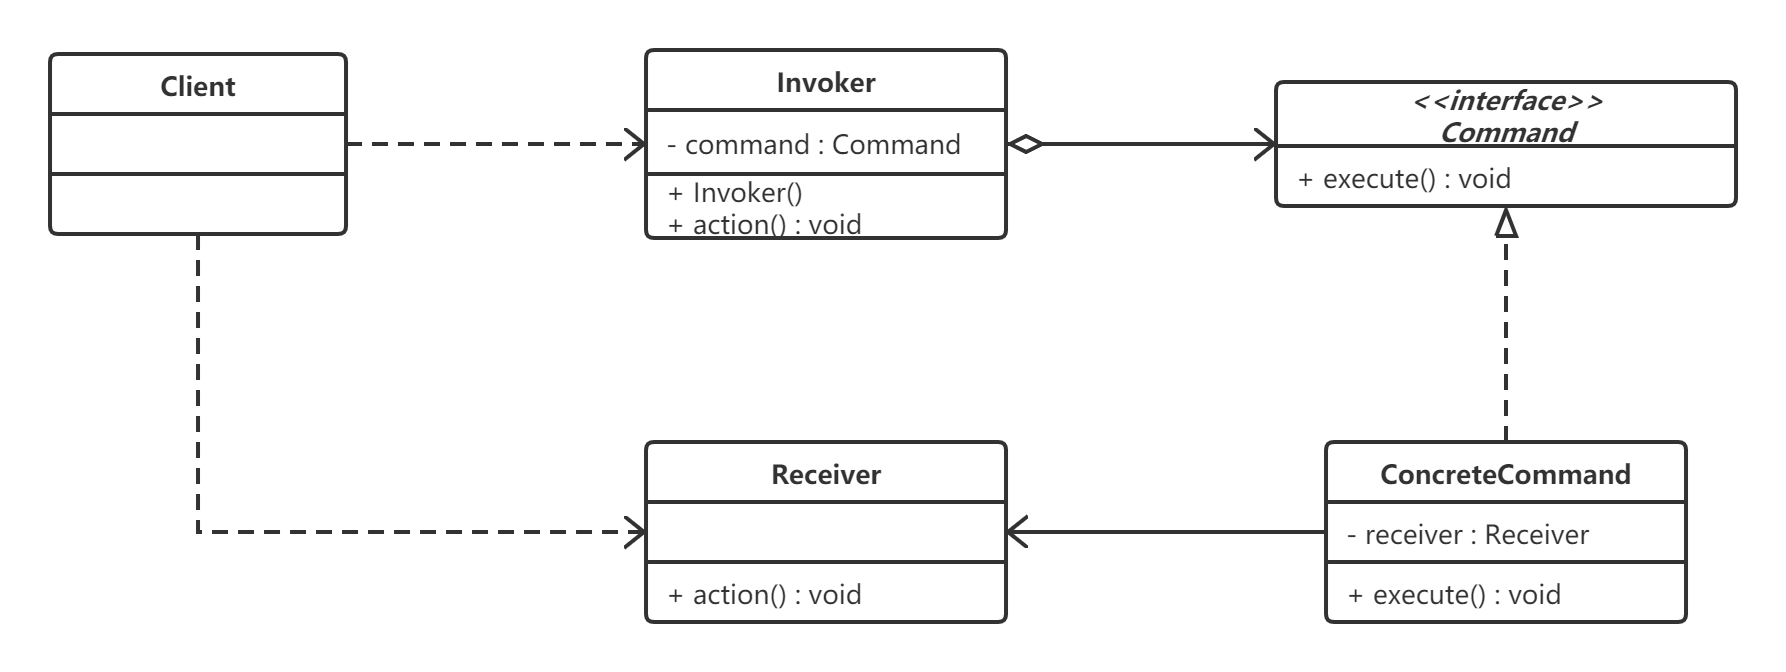 Client
Invoker
- command : Command
+ Invoker()
+ action() : void
<<interface>>
Command
+ execute() : void
Receiver
+ action() : void
ConcreteCommand
- receiver : Receiver
+ execute() : void